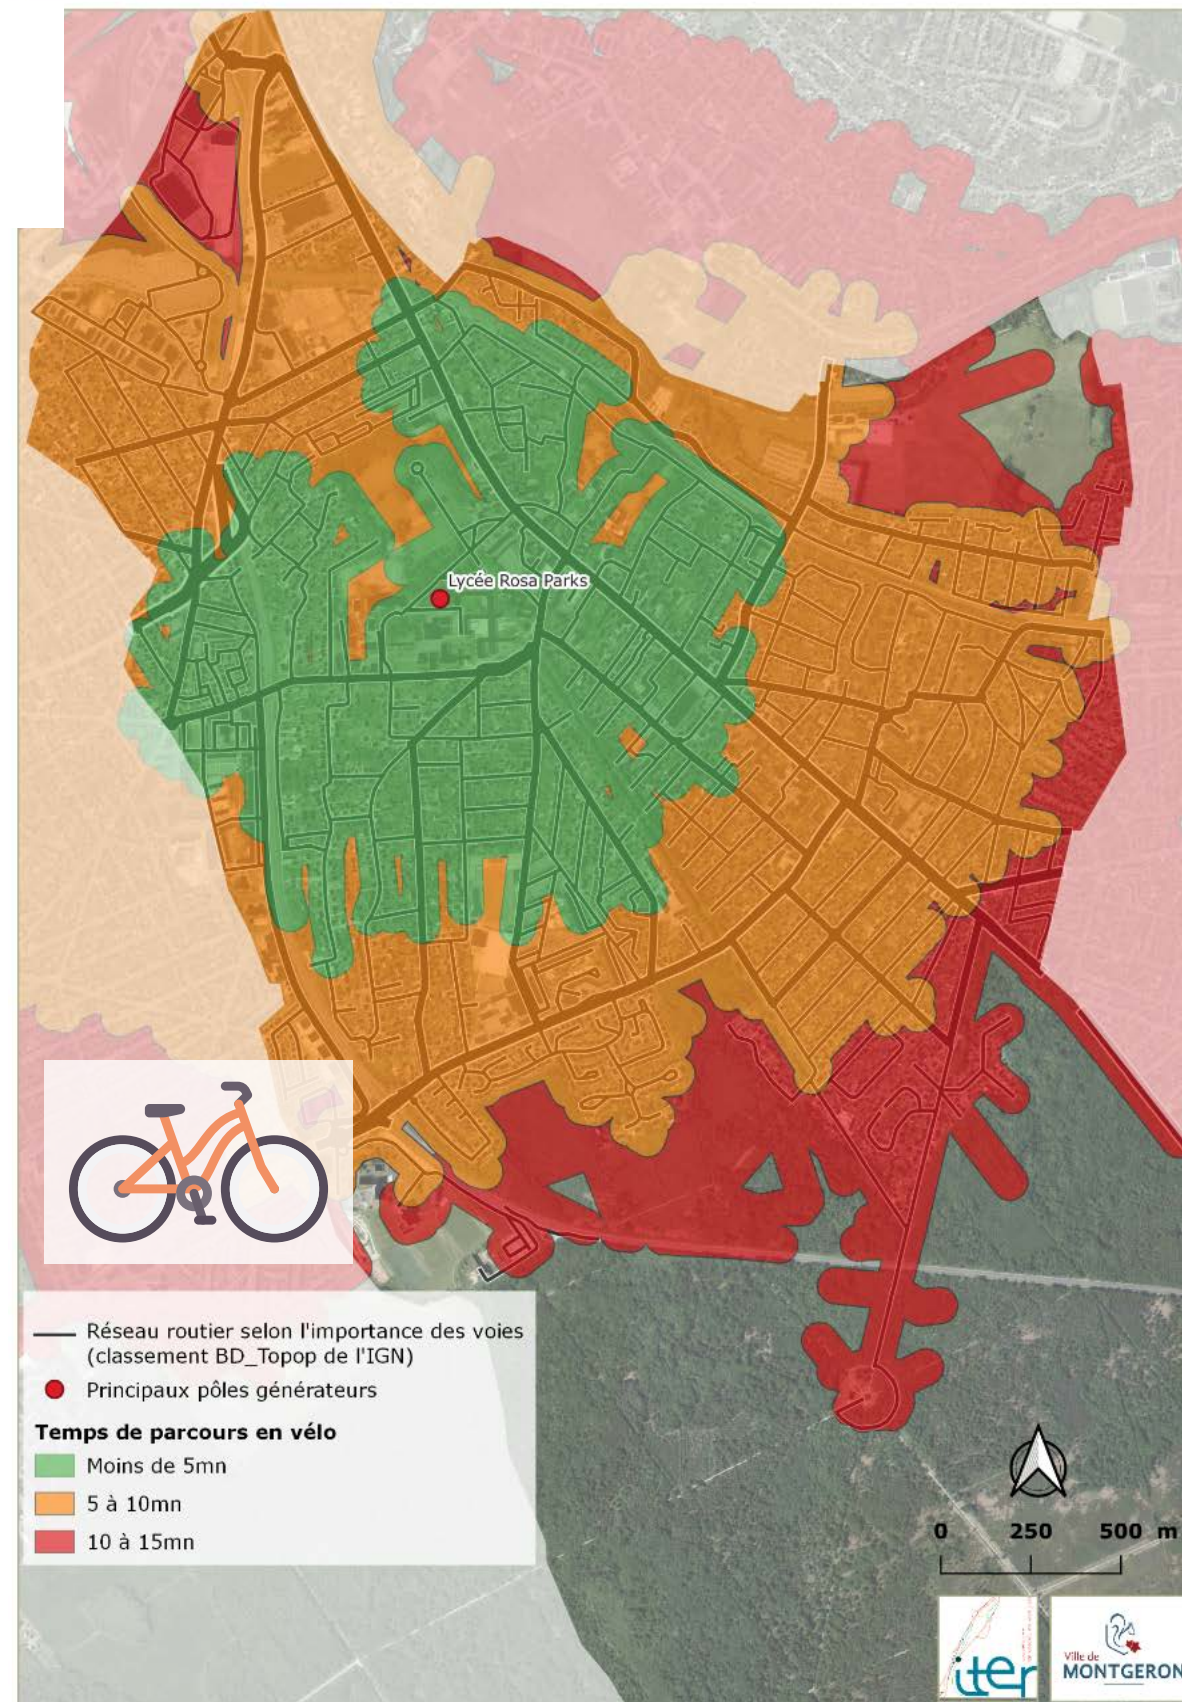 Lycée Rosa Parks
Réseau routier selon l'importance des voies
(classement BD_Topop de l'IGN)
Principaux pôles générateurs
Temps de parcours en vélo
Moins de 5mn
5 à 10mn
10 à 15mn
0 250 500 m
iter
Ville de
MONTGERON